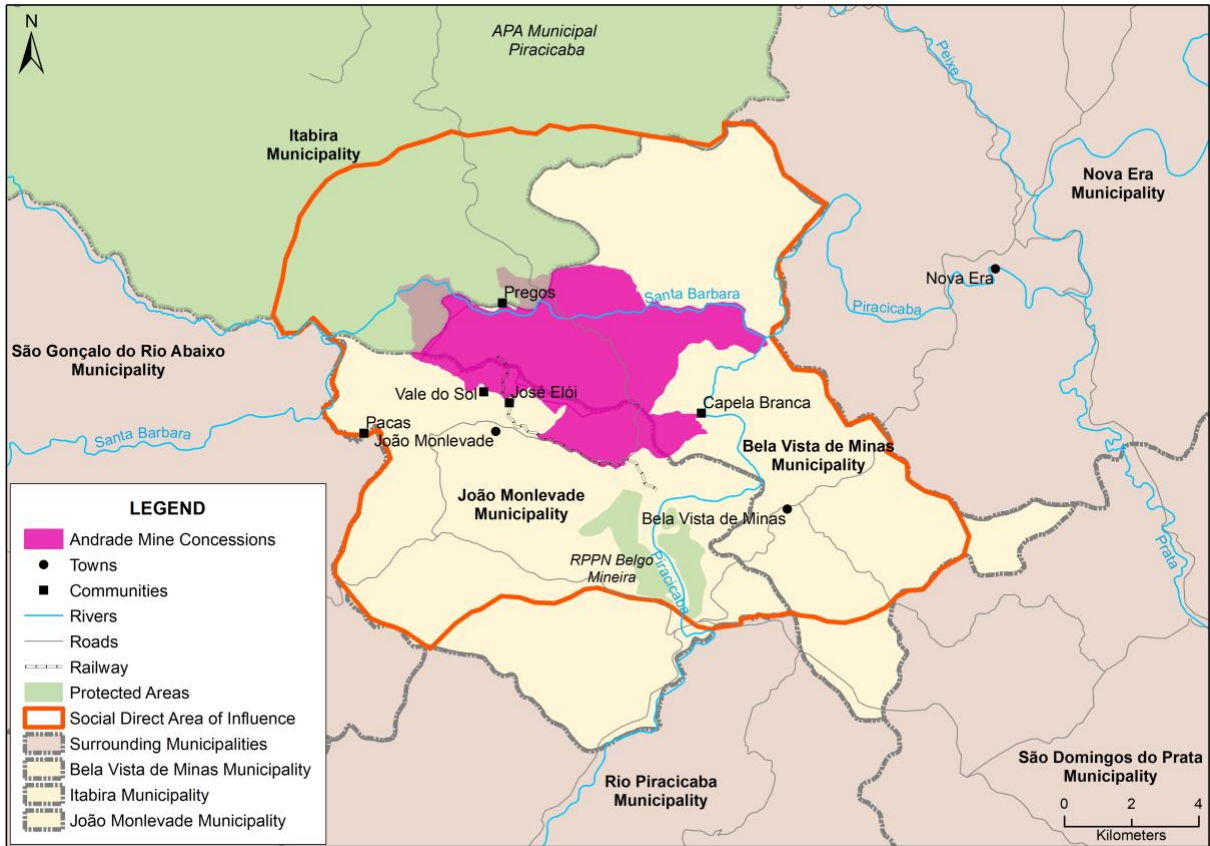 N
APA Municipal
Piracicaba
Peixe
Itabira
Municipality
Nova Era
Municipality
Nova Era
Pregos
Santa Barbara
Piracicaba
São Gonçalo do Rio Abaixo
Municipality
Vale do Sol
José Elói
Capela Branca
Pacas
João Monlevade
Santa Barbara
Bela Vista de Minas
Municipality
João Monlevade
Municipality
Bela Vista de Minas
RPPN Belgo
Mineira
Piracicaba
Prata
LEGEND
Andrade Mine Concessions
Towns
Communities
Rivers
Roads
Railway
Protected Areas
Social Direct Area of Influence
Surrounding Municipalities
Bela Vista de Minas Municipality
Itabira Municipality
João Monlevade Municipality
Rio Piracicaba
Municipality
São Domingos do Prata
Municipality
0 2 4
Kilometers